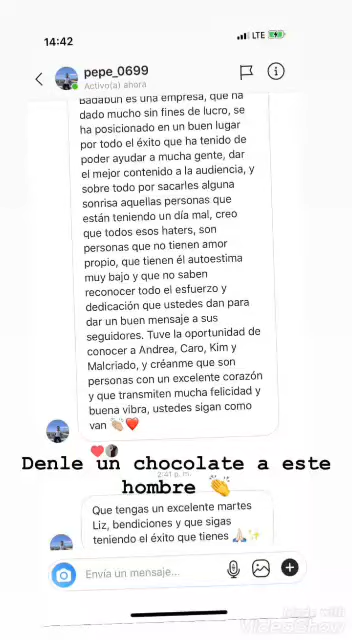 14:42
LTE
pepe_0699
Activo(a) ahora
Badabun es una empresa, que ha
dado mucho sin fines de lucro, se
ha posicionado en un buen lugar
por todo el éxito que ha tenido de
poder ayudar a mucha gente, dar
el mejor contenido a la audiencia, y
sobre todo por sacarles alguna
sonrisa aquellas personas que
están teniendo un día mal, creo
que todos esos haters, son
personas que no tienen amor
propio, que tienen él autoestima
muy bajo y que no saben
reconocer todo el esfuerzo y
dedicación que ustedes dan para
dar un buen mensaje a sus
seguidores. Tuve la oportunidad de
conocer a Andrea, Caro, Kim y
Malcriado, y créanme que son
personas con un excelente corazón
y que transmiten mucha felicidad y
buena vibra, ustedes sigan como
van 👏🏼❤️
2:41 p. m.
Denle un chocolate a este
hombre 👏
Que tengas un excelente martes
Liz, bendiciones y que sigas
teniendo el éxito que tienes 🙏🏻✨
Envía un mensaje...
Made with
VideoShow